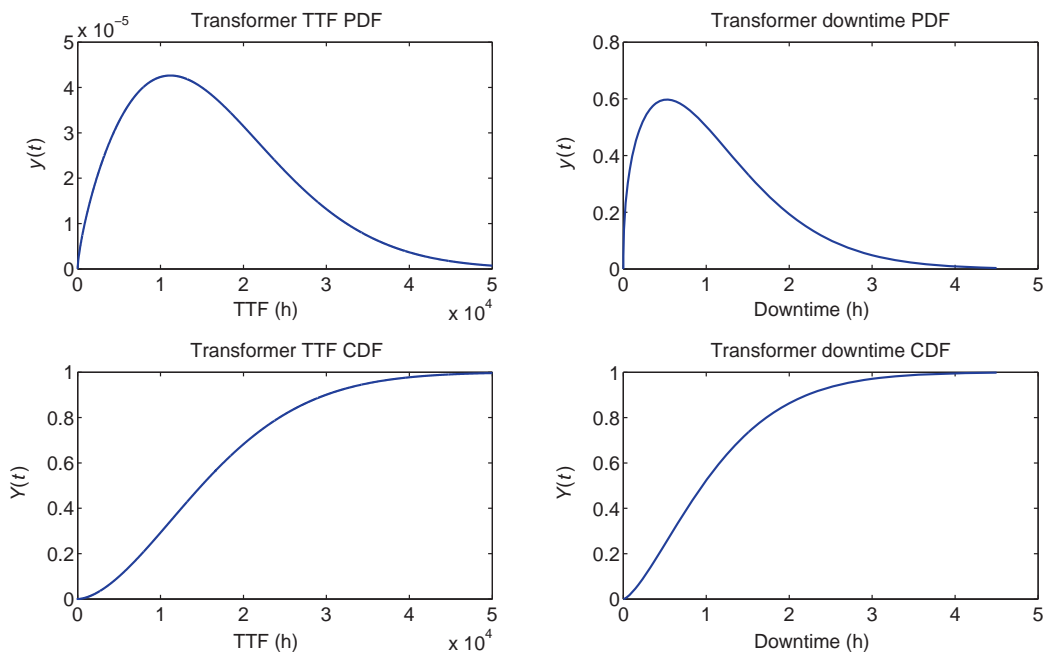 Transformer TTF PDF
× 10⁻⁵
5
4
3
2
1
0
y(t)
0 1 2 3 4 5
TTF (h)
× 10⁴
Transformer downtime PDF
0.8
0.6
0.4
0.2
0
y(t)
0 1 2 3 4 5
Downtime (h)
Transformer TTF CDF
1
0.8
0.6
0.4
0.2
0
Y(t)
0 1 2 3 4 5
TTF (h)
× 10⁴
Transformer downtime CDF
1
0.8
0.6
0.4
0.2
0
Y(t)
0 1 2 3 4 5
Downtime (h)